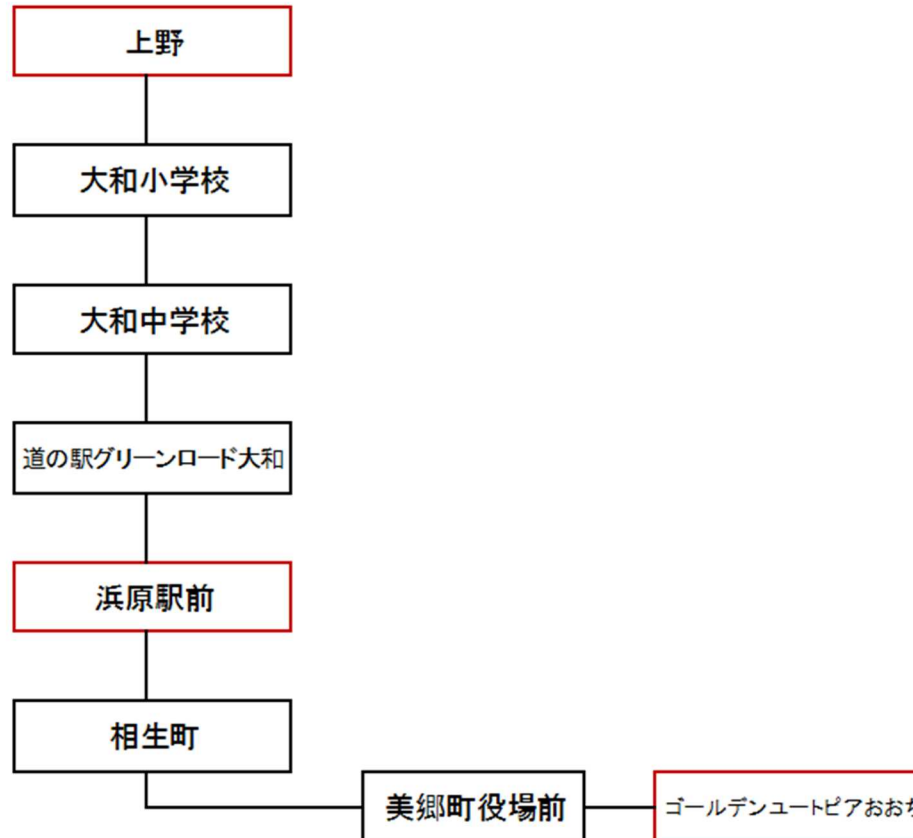 上野
大和小学校
大和中学校
道の駅グリーンロード大和
浜原駅前
相生町
美郷町役場前
ゴールデンユートピアおおち